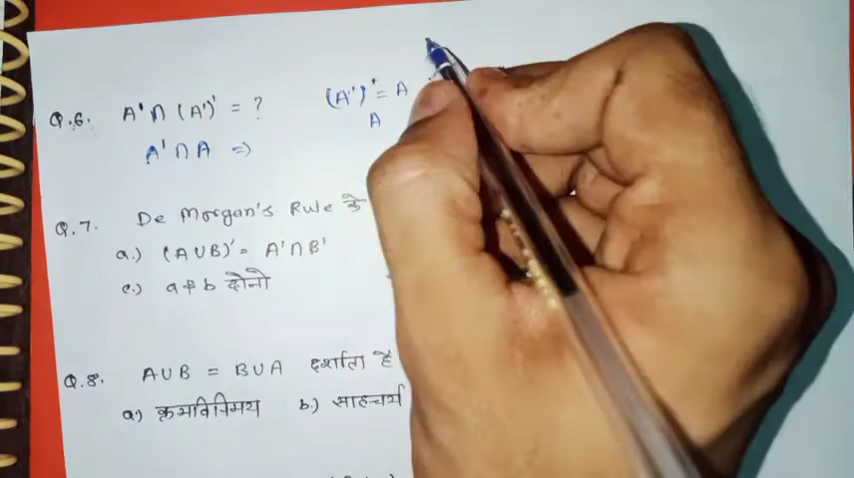 Q.6. A' ∩ (A')' = ? (A')' = A
A
A' ∩ A ⇒
Q.7. De Morgan's Rule के
a.) (A∪B)' = A'∩B'
c.) a & b दोनो
Q.8. A∪B = B∪A दर्शाता है
a) क्रमविनिमय b.) साहचर्य